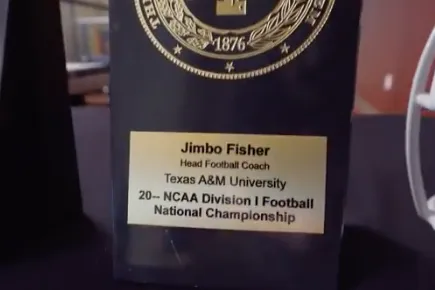 1876
Jimbo Fisher
Head Football Coach
Texas A&M University
20-- NCAA Division I Football
National Championship